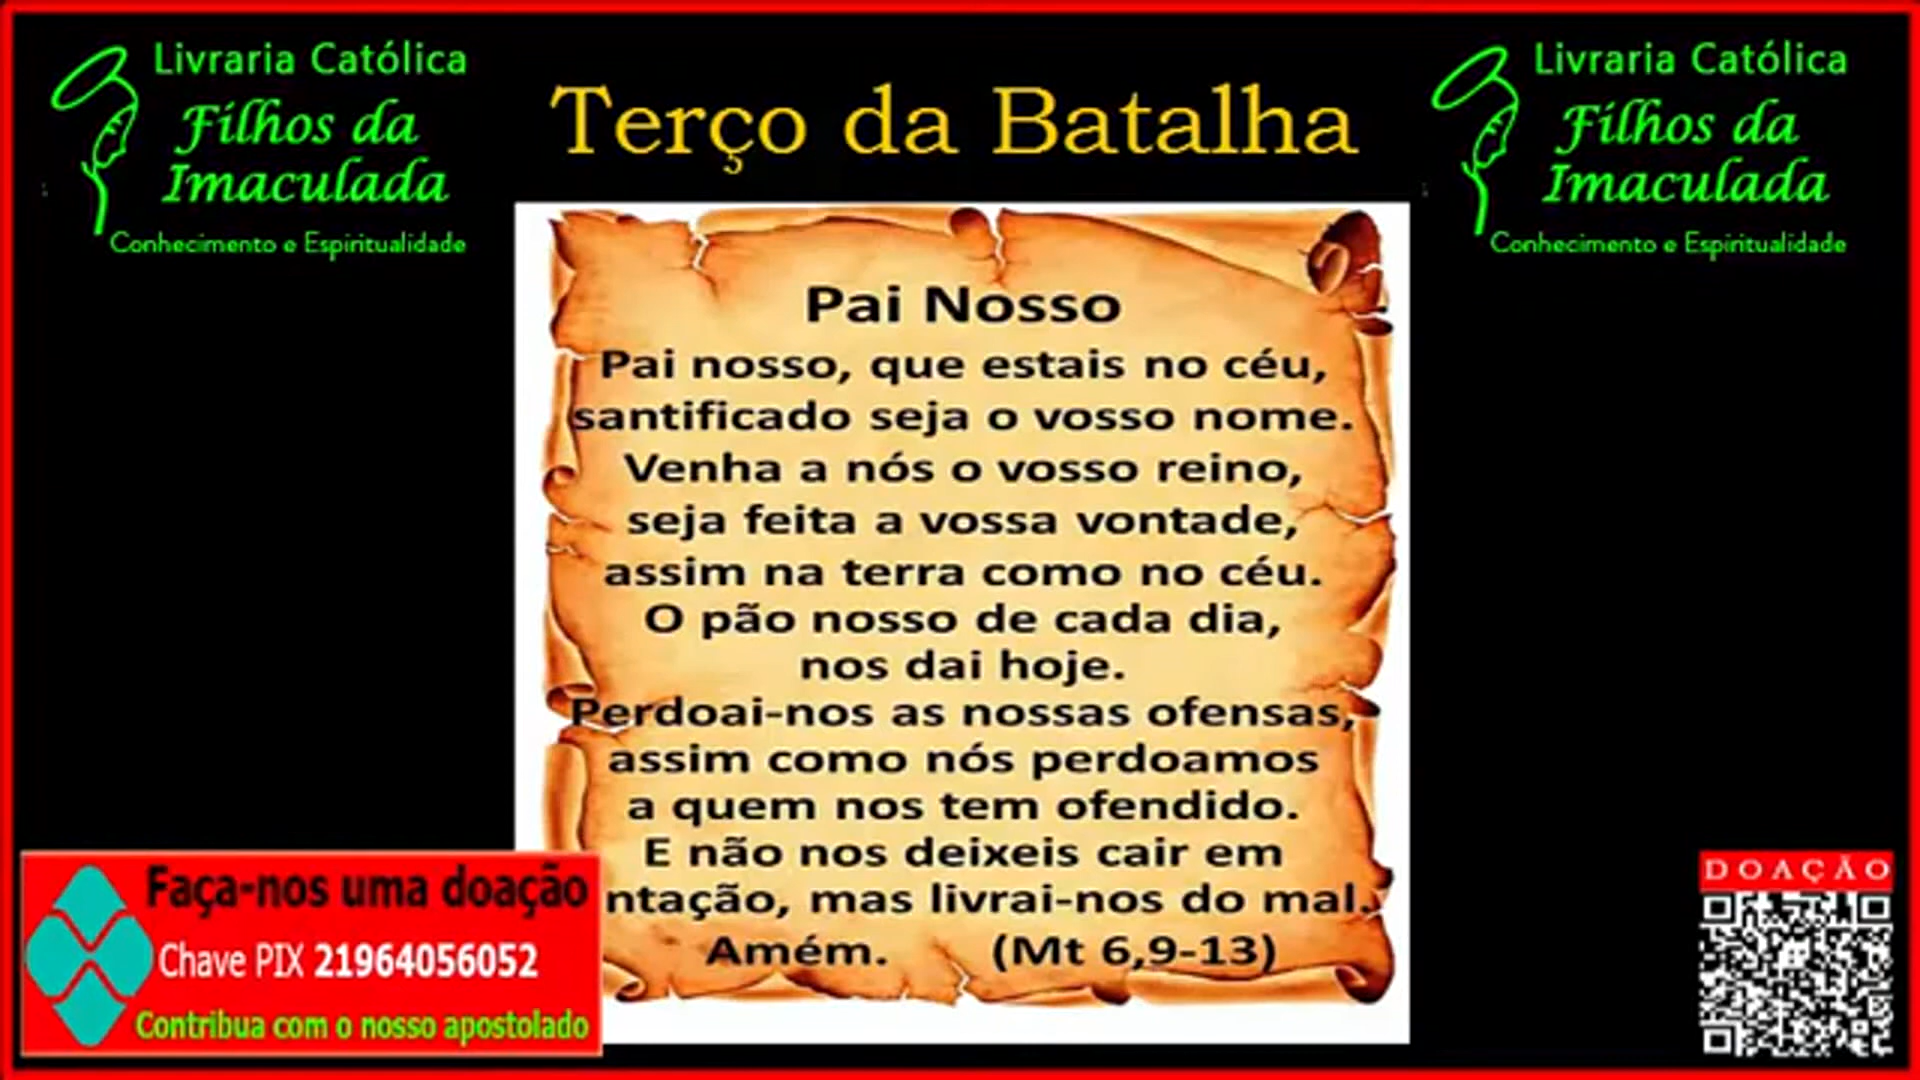 Livraria Católica
Filhos da
Imaculada
Conhecimento e Espiritualidade
Terço da Batalha
Livraria Católica
Filhos da
Imaculada
Conhecimento e Espiritualidade
Pai Nosso
Pai nosso, que estais no céu,
santificado seja o vosso nome.
Venha a nós o vosso reino,
seja feita a vossa vontade,
assim na terra como no céu.
O pão nosso de cada dia,
nos dai hoje.
Perdoai-nos as nossas ofensas,
assim como nós perdoamos
a quem nos tem ofendido.
E não nos deixeis cair em
ntação, mas livrai-nos do mal.
Amém. (Mt 6,9-13)
Faça-nos uma doação
Chave PIX 21964056052
Contribua com o nosso apostolado
DOAÇÃO